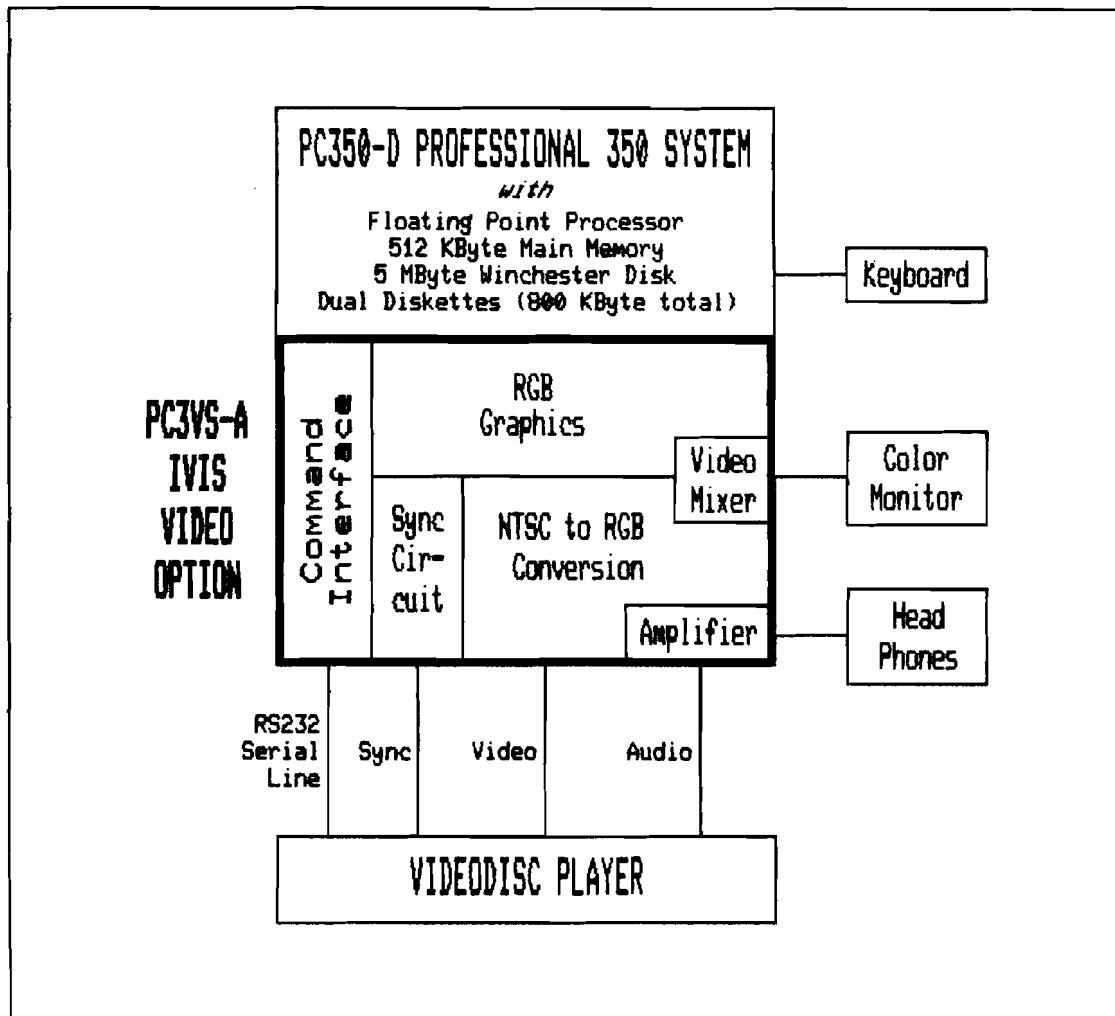 PC350-D PROFESSIONAL 350 SYSTEM
with
Floating Point Processor
512 KByte Main Memory
5 MByte Winchester Disk
Dual Diskettes (800 KByte total)
Keyboard
PC3VS-A
IVIS
VIDEO
OPTION
Command
Interface
RGB
Graphics
Video
Mixer
Color
Monitor
Sync
Cir-
cuit
NTSC to RGB
Conversion
Amplifier
Head
Phones
RS232
Serial
Line
Sync
Video
Audio
VIDEODISC PLAYER